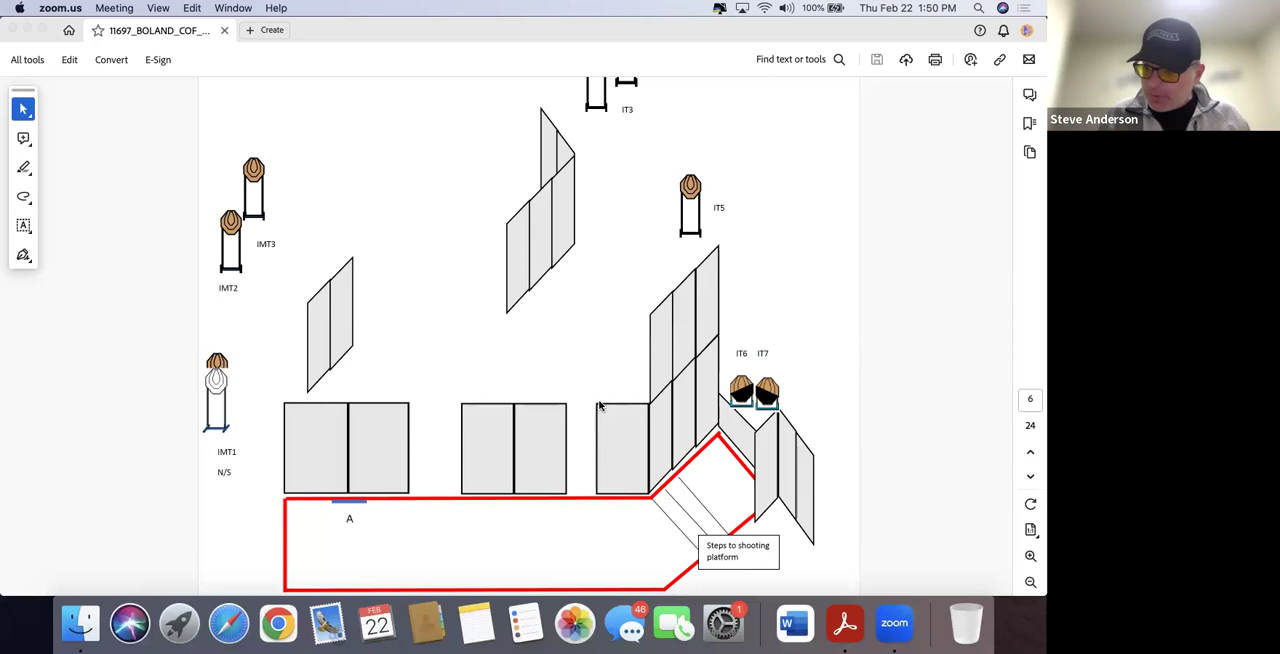 zoom.us Meeting View Edit Window Help 100% Thu Feb 22 1:50 PM
11697_BOLAND_COF_... Create
All tools Edit Convert E-Sign Find text or tools
Steve Anderson
IT3
IT5
IMT3
IMT2
IT6 IT7
6
24
IMT1
N/S
A
Steps to shooting
platform
FEB
22
48
1
W
zoom